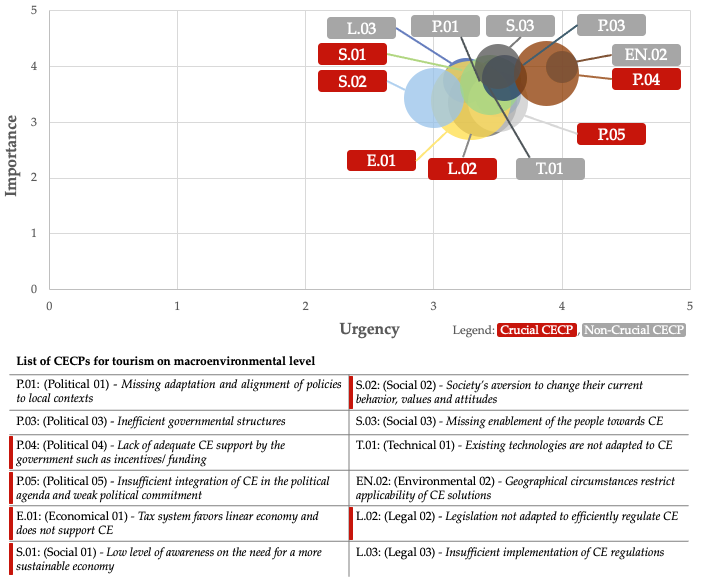 5
L.03
P.01
S.03
P.03
S.01
EN.02
4
S.02
P.04
3
P.05
E.01
L.02
T.01
2
1
0
Importance
0
1
2
3
4
5
Urgency
Legend: Crucial CECP, Non-Crucial CECP
List of CECPs for tourism on macroenvironmental level
P.01: (Political 01) - Missing adaptation and alignment of policies
to local contexts
S.02: (Social 02) - Society's aversion to change their current
behavior, values and attitudes
P.03: (Political 03) - Inefficient governmental structures
S.03: (Social 03) - Missing enablement of the people towards CE
P.04: (Political 04) - Lack of adequate CE support by the
government such as incentives/ funding
T.01: (Technical 01) - Existing technologies are not adapted to CE
P.05: (Political 05) - Insufficient integration of CE in the political
agenda and weak political commitment
EN.02: (Environmental 02) - Geographical circumstances restrict
applicability of CE solutions
E.01: (Economical 01) - Tax system favors linear economy and
does not support CE
L.02: (Legal 02) - Legislation not adapted to efficiently regulate CE
S.01: (Social 01) - Low level of awareness on the need for a more
sustainable economy
L.03: (Legal 03) - Insufficient implementation of CE regulations